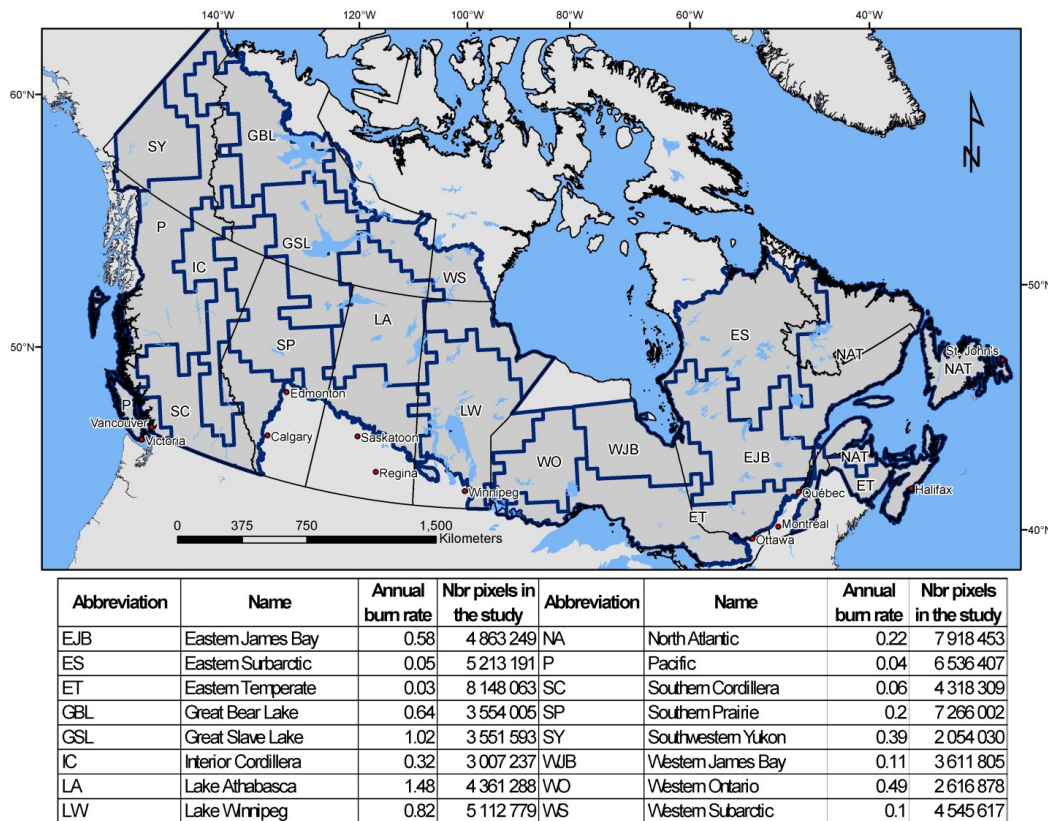 140°W 120°W 100°W 80°W 60°W 40°W
60°N
GBL
SY
P
GSL
IC
WS
50°N
LA
ES
50°N
SP
NAT
St. John's
NAT
Edmonton
P
SC
LW
Vancouver
Victoria
Calgary
Saskatoon
WO
WJB
EJB
NAT
Regina
ET
Winnipeg
Québec
Halifax
ET
Montréal
Ottawa
40°N
0 375 750 1,500
Kilometers
N
Abbreviation Name Annual burn rate Nbr pixels in the study Abbreviation Name Annual burn rate Nbr pixels in the study
EJB Eastern James Bay 0.58 4 863 249 NA North Atlantic 0.22 7 918 453
ES Eastern Surbarctic 0.05 5 213 191 P Pacific 0.04 6 536 407
ET Eastern Temperate 0.03 8 148 063 SC Southern Cordillera 0.06 4 318 309
GBL Great Bear Lake 0.64 3 554 005 SP Southern Prairie 0.2 7 266 002
GSL Great Slave Lake 1.02 3 551 593 SY Southwestern Yukon 0.39 2 054 030
IC Interior Cordillera 0.32 3 007 237 WJB Western James Bay 0.11 3 611 805
LA Lake Athabasca 1.48 4 361 288 WO Western Ontario 0.49 2 616 878
LW Lake Winnipeg 0.82 5 112 779 WS Western Subarctic 0.1 4 545 617